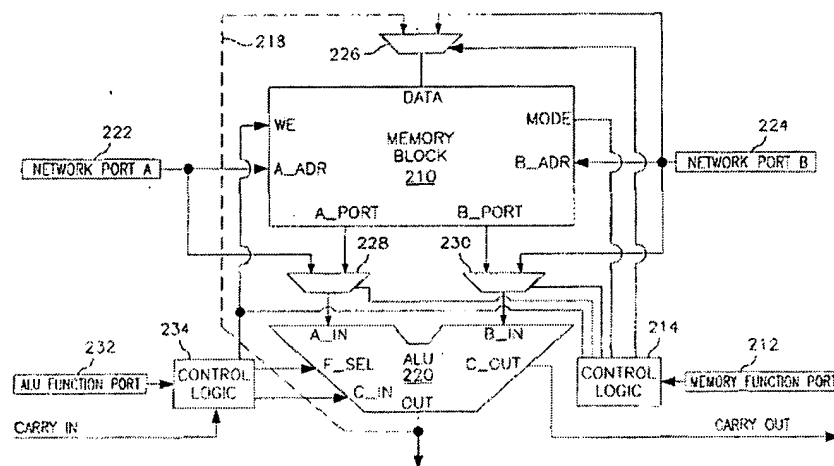 218
226
DATA
222
WE
MODE
224
NETWORK PORT A
MEMORY
BLOCK
210
NETWORK PORT B
A_ADR
B_ADR
A_PORT
B_PORT
228
230
232
234
A_IN
B_IN
214
212
ALU FUNCTION PORT
CONTROL
LOGIC
F_SEL
C_IN
ALU
220
C_OUT
OUT
CONTROL
LOGIC
MEMORY FUNCTION PORT
CARRY IN
CARRY OUT